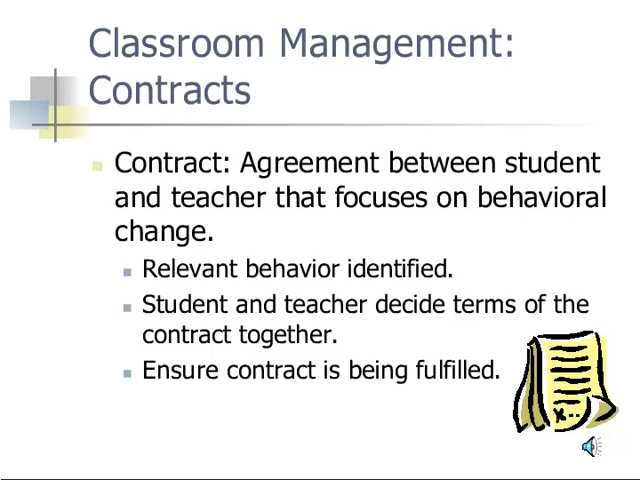 Classroom Management:
Contracts
Contract: Agreement between student
and teacher that focuses on behavioral
change.
Relevant behavior identified.
Student and teacher decide terms of the
contract together.
Ensure contract is being fulfilled.
x